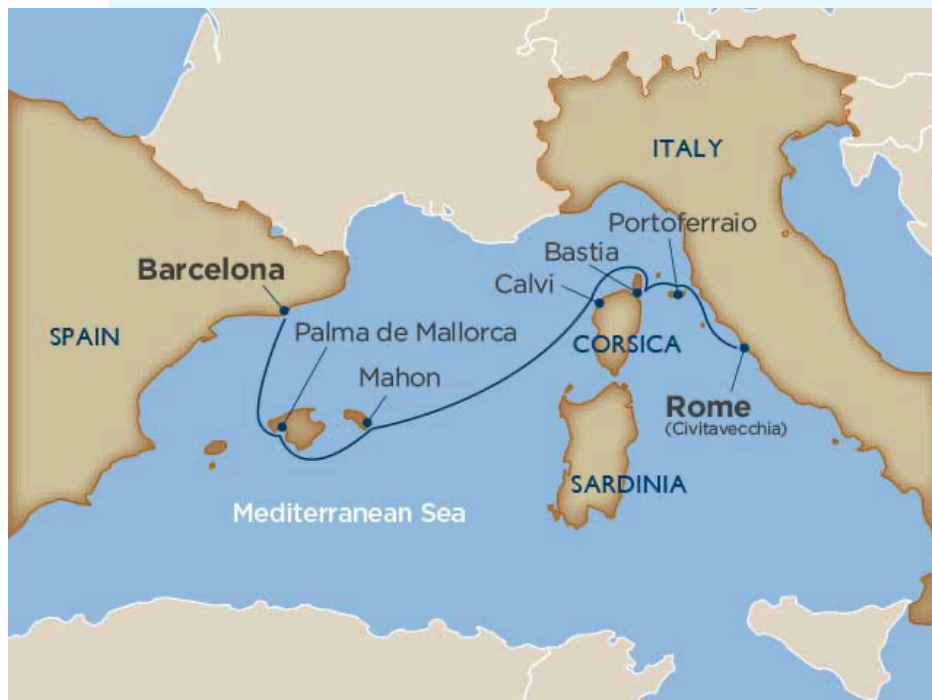 ITALY
Portoferraio
Bastia
Barcelona
Calvi
SPAIN
Palma de Mallorca
CORSICA
Mahon
Rome
(Civitavecchia)
SARDINIA
Mediterranean Sea